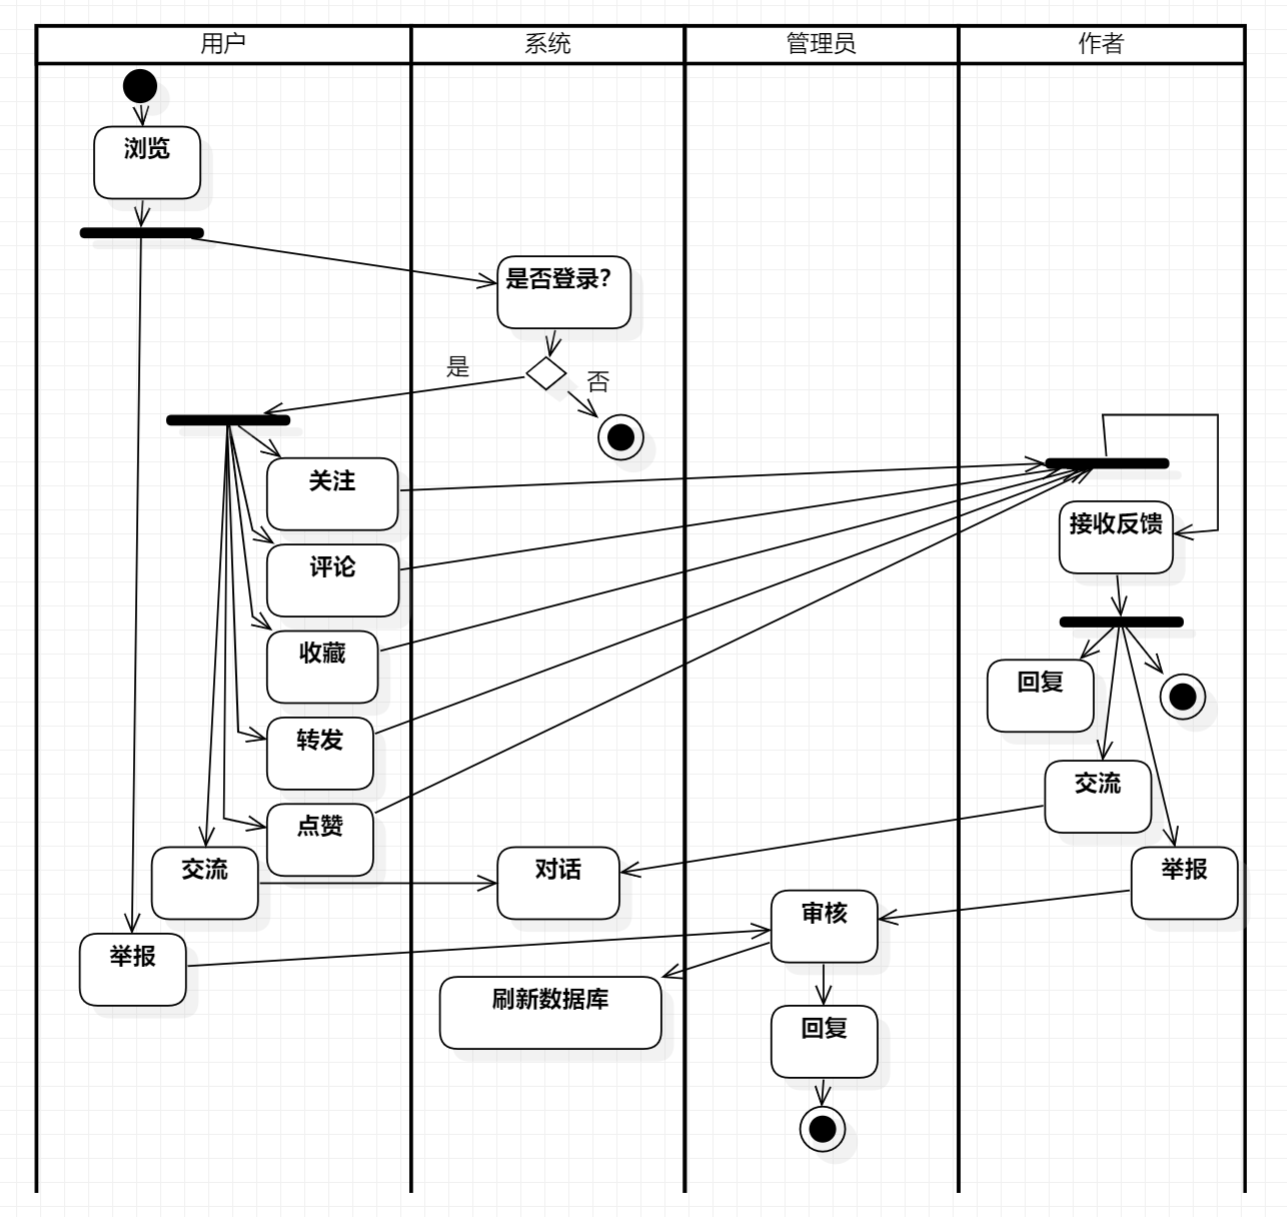 用户
系统
管理员
作者
浏览
是否登录？
是
否
关注
接收反馈
评论
收藏
回复
转发
交流
点赞
交流
对话
举报
审核
举报
刷新数据库
回复